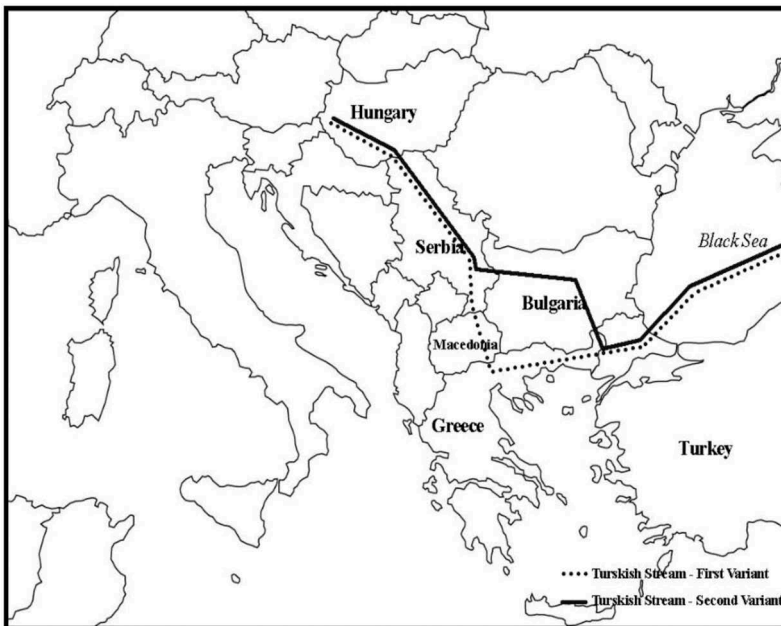 Hungary
Black Sea
Serbia
Bulgaria
Macedonia
Greece
Turkey
Turskish Stream - First Variant
Turskish Stream - Second Variant